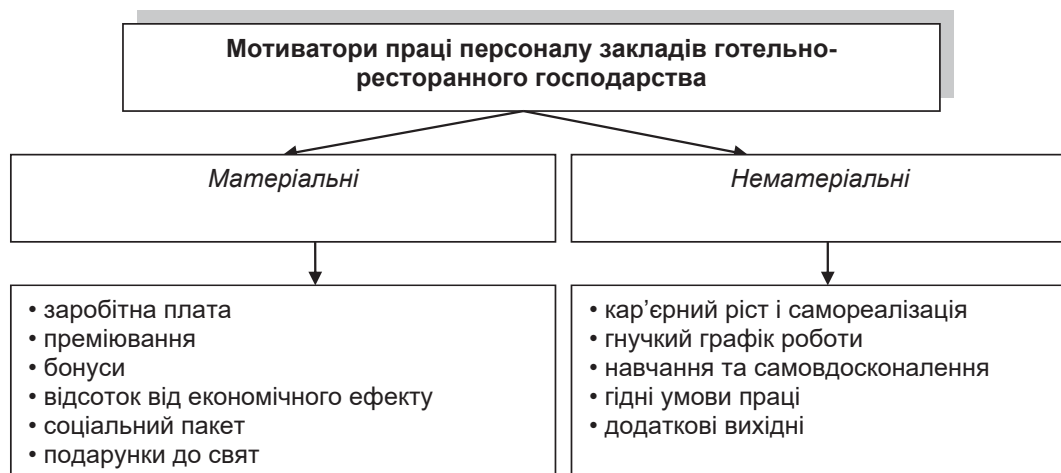 Мотиватори праці персоналу закладів готельно-
ресторанного господарства
Матеріальні
Нематеріальні
• заробітна плата
• преміювання
• бонуси
• відсоток від економічного ефекту
• соціальний пакет
• подарунки до свят
• кар’єрний ріст і самореалізація
• гнучкий графік роботи
• навчання та самовдосконалення
• гідні умови праці
• додаткові вихідні